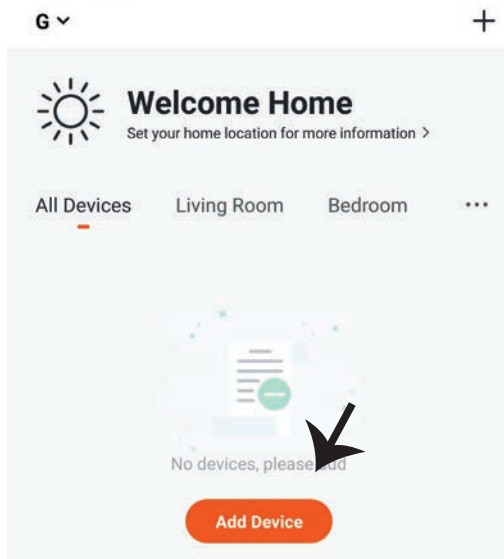 G
Welcome Home
Set your home location for more information >
All Devices Living Room Bedroom ...
No devices, please add
Add Device